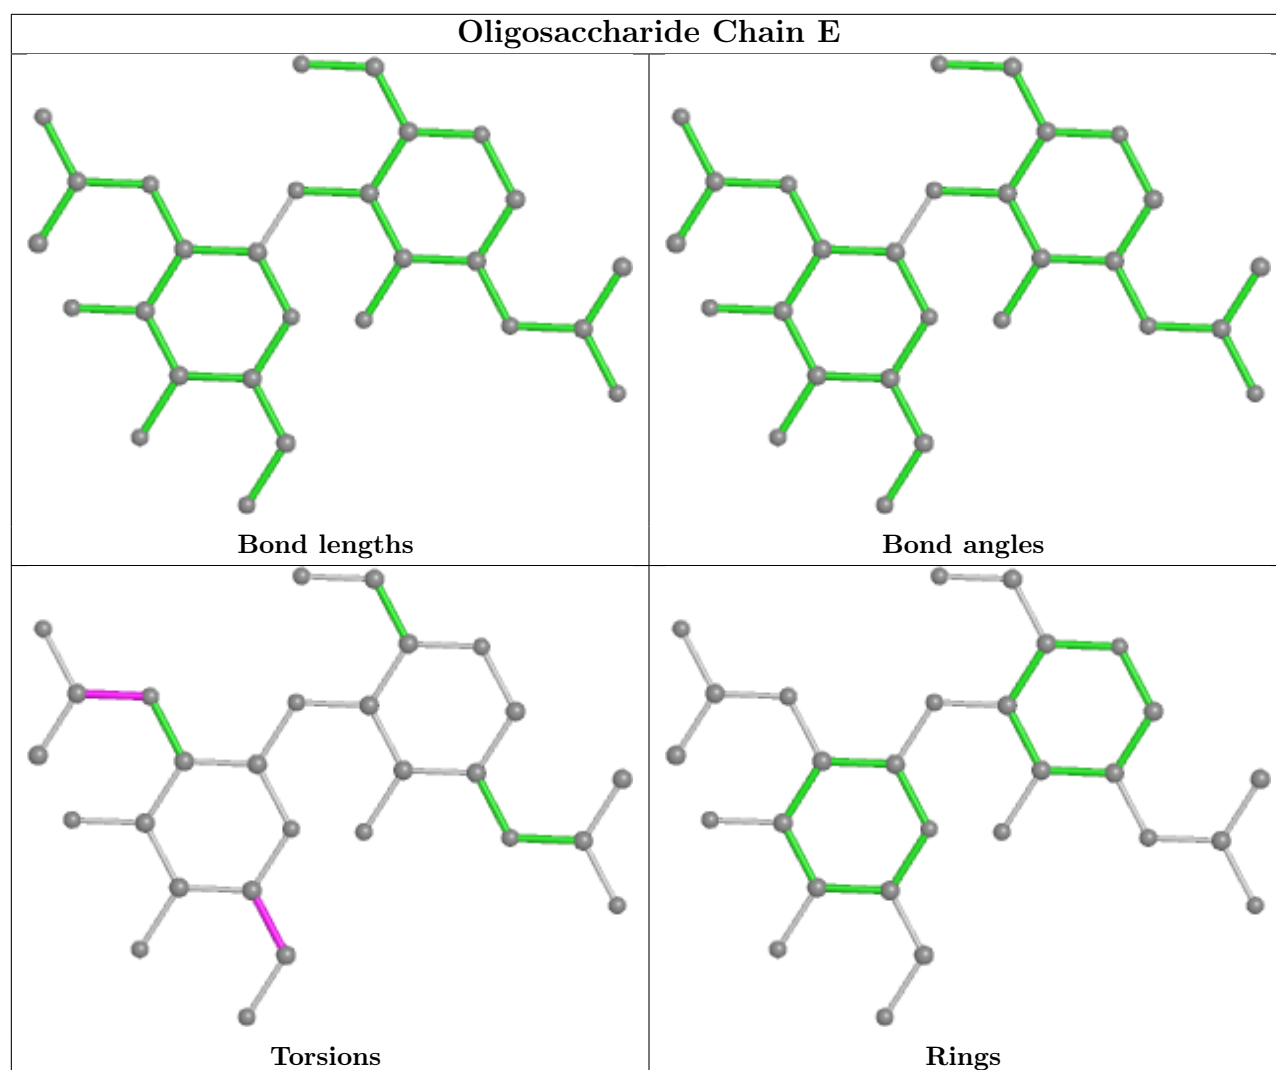 Oligosaccharide Chain E
Bond lengths
Bond angles
Torsions
Rings